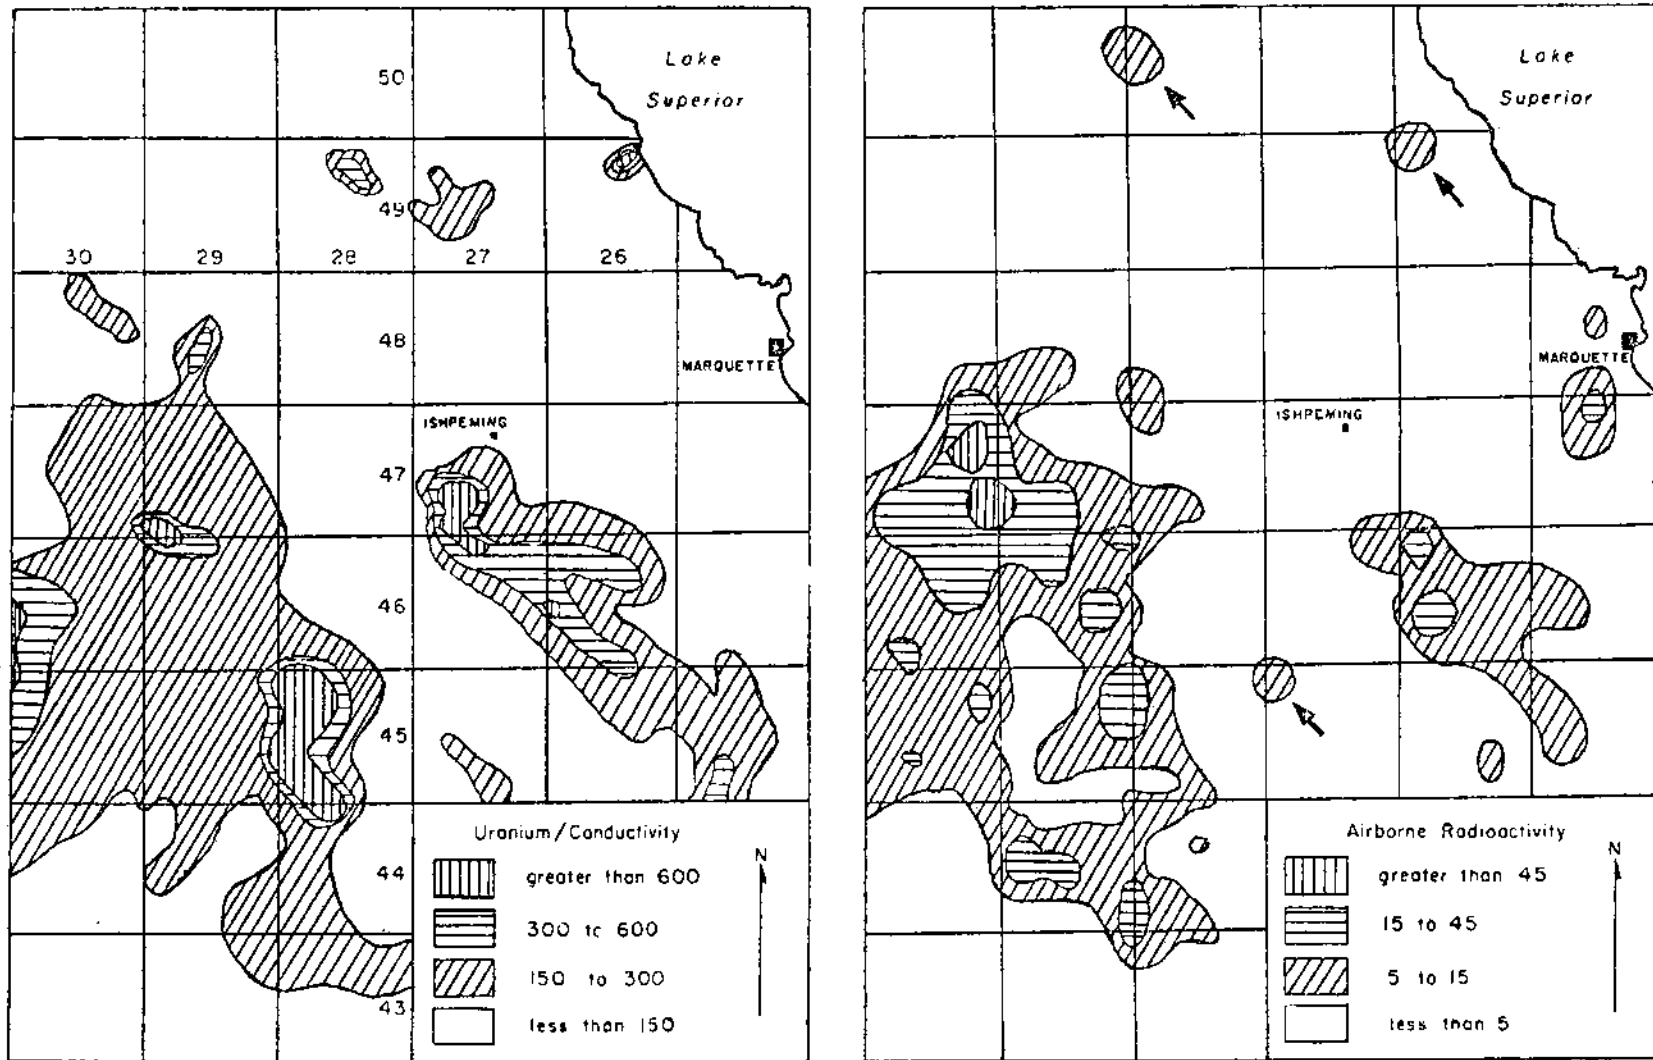 Lake
Superior
50
49
30 29 28 27 26
48
MARQUETTE
ISHPEMING
47
46
45
44
43
Uranium/Conductivity
greater than 600
300 tc 600
150 to 300
less than 150
N
Lake
Superior
MARQUETTE
ISHPEMING
Airborne Radioactivity
greater than 45
15 to 45
5 to 15
less than 5
N